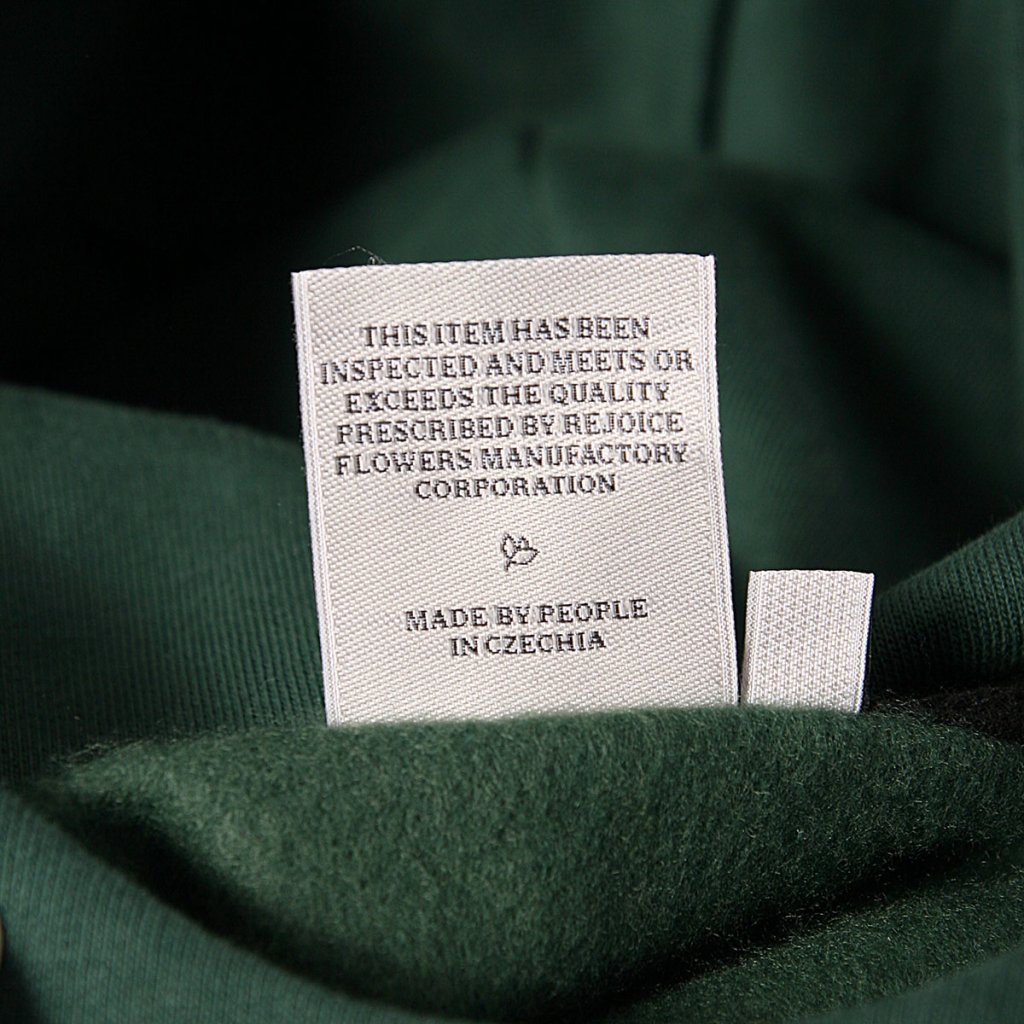 THIS ITEM HAS BEEN
INSPECTED AND MEETS OR
EXCEEDS THE QUALITY
PRESCRIBED BY REJOICE
FLOWERS MANUFACTORY
CORPORATION
MADE BY PEOPLE
IN CZECHIA